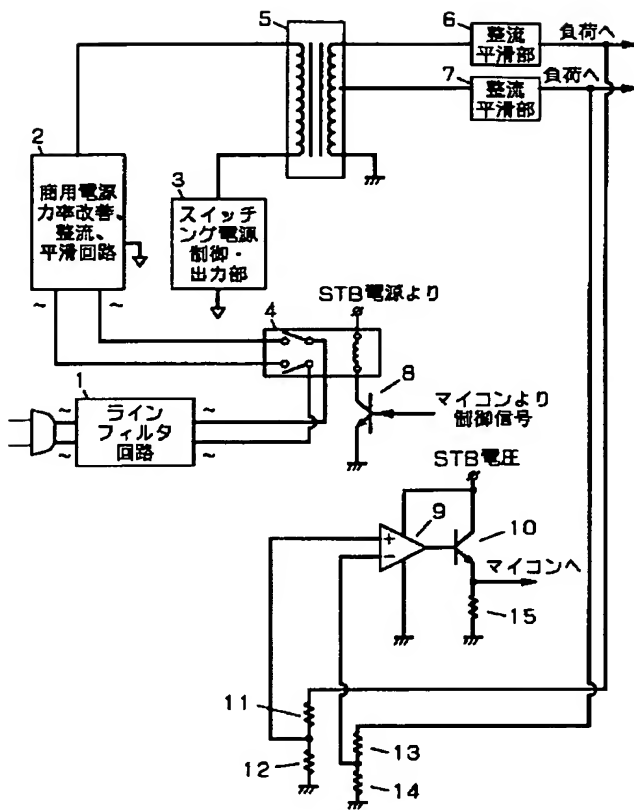 5
6
整流
平滑部
負荷へ
7
整流
平滑部
負荷へ
2
商用電源
力率改善、
整流、
平滑回路
~ ~
3
スイッチ
ング電源
制御・
出力部
STB電源より
4
8
マイコンより
制御信号
1
ライン
フィルタ
回路
~ ~
~ ~
STB電圧
9
+
−
10
マイコンへ
15
11
12
13
14